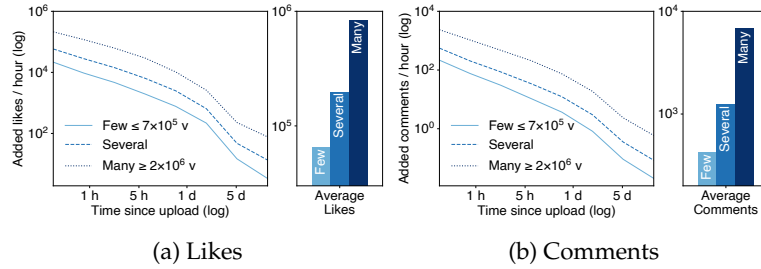 10^6
10^4
10^2
Added likes / hour (log)
Few ≤ 7×10^5 v
Several
Many ≥ 2×10^6 v
1 h
5 h
1 d
5 d
Time since upload (log)
10^6
10^5
Few
Several
Many
Average
Likes
(a) Likes
10^4
10^2
10^0
Added comments / hour (log)
Few ≤ 7×10^5 v
Several
Many ≥ 2×10^6 v
1 h
5 h
1 d
5 d
Time since upload (log)
10^4
10^3
Few
Several
Many
Average
Comments
(b) Comments